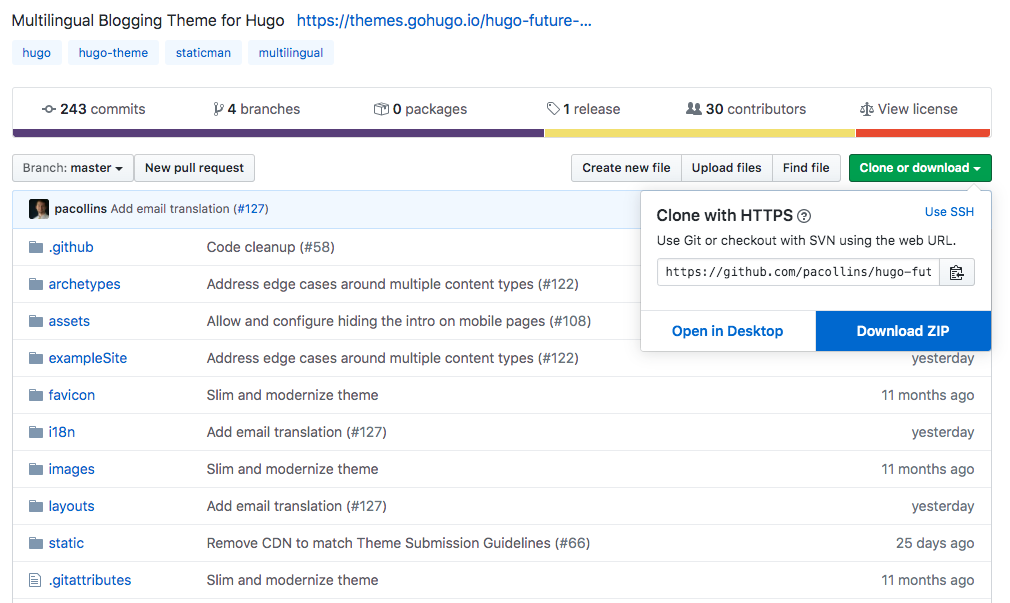 Multilingual Blogging Theme for Hugo https://themes.gohugo.io/hugo-future-...
hugo hugo-theme staticman multilingual
243 commits 4 branches 0 packages 1 release 30 contributors View license
Branch: master New pull request Create new file Upload files Find file Clone or download
pacollins Add email translation (#127)
Clone with HTTPS Use SSH
Use Git or checkout with SVN using the web URL.
https://github.com/pacollins/hugo-fut
Open in Desktop Download ZIP
.github Code cleanup (#58)
archetypes Address edge cases around multiple content types (#122)
assets Allow and configure hiding the intro on mobile pages (#108)
exampleSite Address edge cases around multiple content types (#122) yesterday
favicon Slim and modernize theme 11 months ago
i18n Add email translation (#127) yesterday
images Slim and modernize theme 11 months ago
layouts Add email translation (#127) yesterday
static Remove CDN to match Theme Submission Guidelines (#66) 25 days ago
.gitattributes Slim and modernize theme 11 months ago